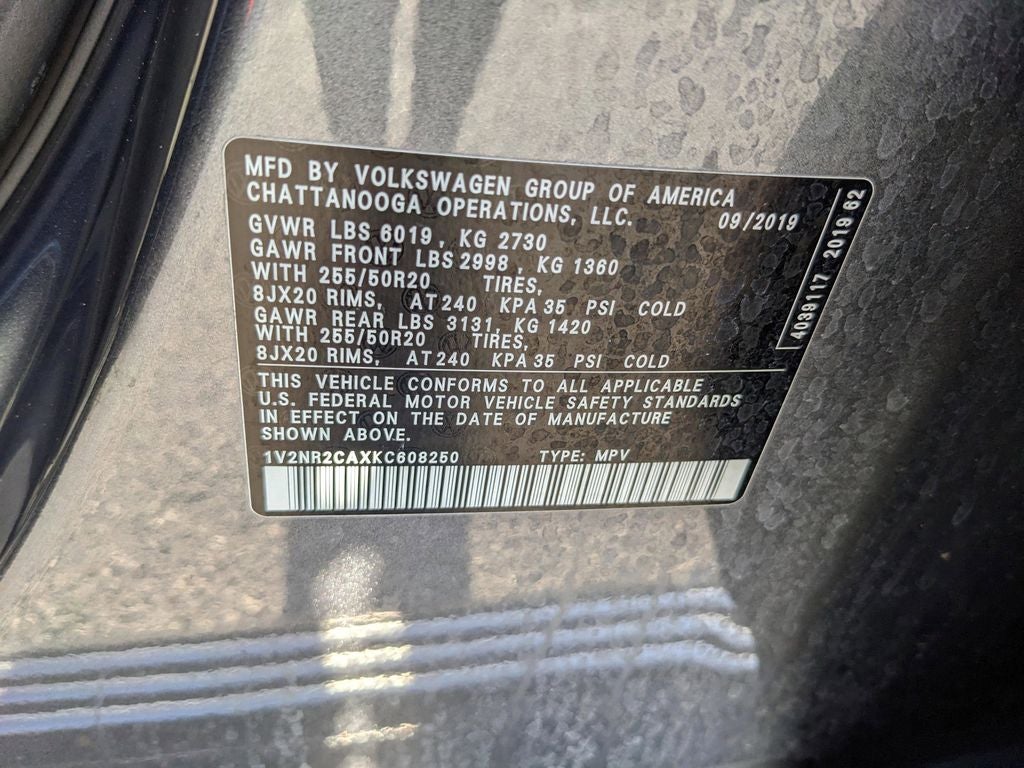 MFD BY VOLKSWAGEN GROUP OF AMERICA
CHATTANOOGA OPERATIONS, LLC. 09/2019
GVWR LBS 6019, KG 2730
GAWR FRONT LBS 2998, KG 1360
WITH 255/50R20 TIRES,
8JX20 RIMS, AT 240 KPA 35 PSI COLD
GAWR REAR LBS 3131, KG 1420
WITH 255/50R20 TIRES,
8JX20 RIMS, AT 240 KPA 35 PSI COLD
THIS VEHICLE CONFORMS TO ALL APPLICABLE
U.S. FEDERAL MOTOR VEHICLE SAFETY STANDARDS
IN EFFECT ON THE DATE OF MANUFACTURE
SHOWN ABOVE.
1V2NR2CAXKC608250 TYPE: MPV
4039117 2019 62